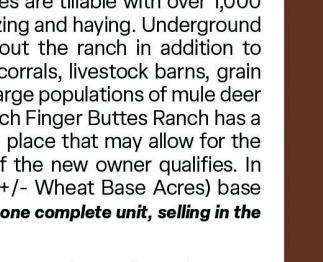 es are tillable with over 1,000
zing and haying. Underground
out the ranch in addition to
corrals, livestock barns, grain
arge populations of mule deer
ch Finger Buttes Ranch has a
place that may allow for the
f the new owner qualifies. In
+/- Wheat Base Acres) base
one complete unit, selling in the